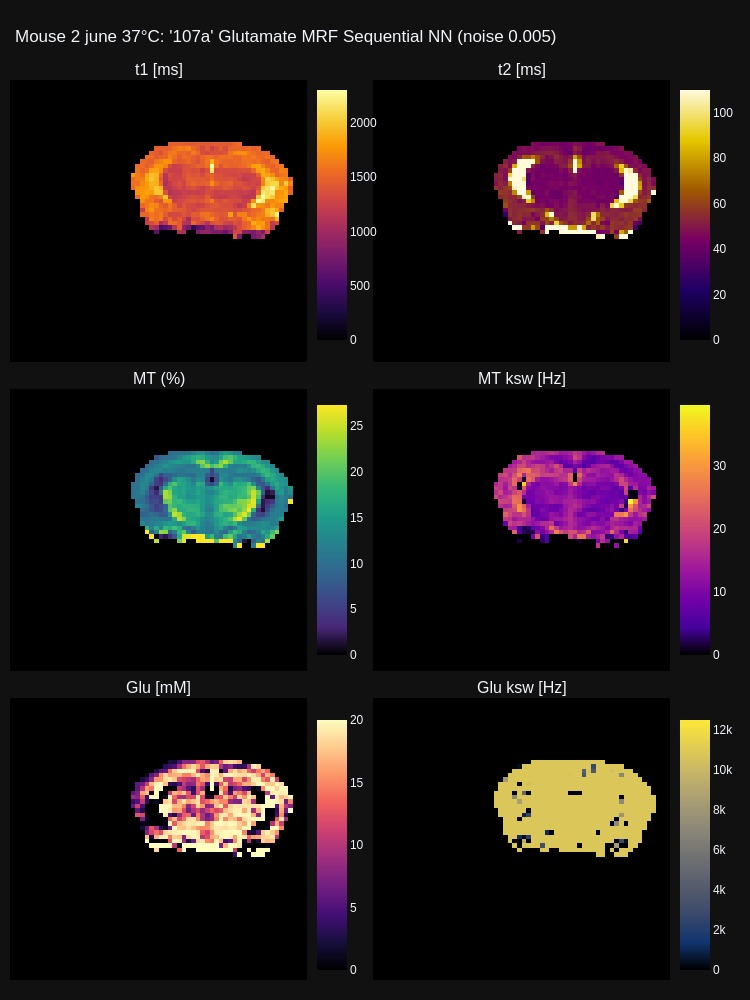 Mouse 2 june 37°C: '107a' Glutamate MRF Sequential NN (noise 0.005)
t1 [ms]
t2 [ms]
2000
1500
1000
500
0
100
80
60
40
20
0
MT (%)
MT ksw [Hz]
25
20
15
10
5
0
30
20
10
0
Glu [mM]
Glu ksw [Hz]
20
15
10
5
0
12k
10k
8k
6k
4k
2k
0